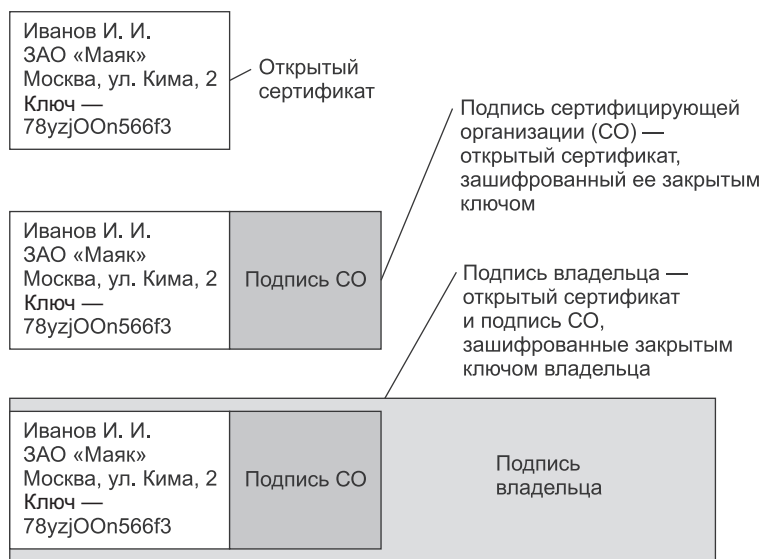 Иванов И. И.
ЗАО «Маяк»
Москва, ул. Кима, 2
Ключ —
78yzjOOn566f3
Открытый
сертификат
Подпись сертифицирующей
организации (СО) —
открытый сертификат,
зашифрованный ее закрытым
ключом
Иванов И. И.
ЗАО «Маяк»
Москва, ул. Кима, 2
Ключ —
78yzjOOn566f3
Подпись СО
Подпись владельца —
открытый сертификат
и подпись СО,
зашифрованные закрытым
ключом владельца
Иванов И. И.
ЗАО «Маяк»
Москва, ул. Кима, 2
Ключ —
78yzjOOn566f3
Подпись СО
Подпись
владельца